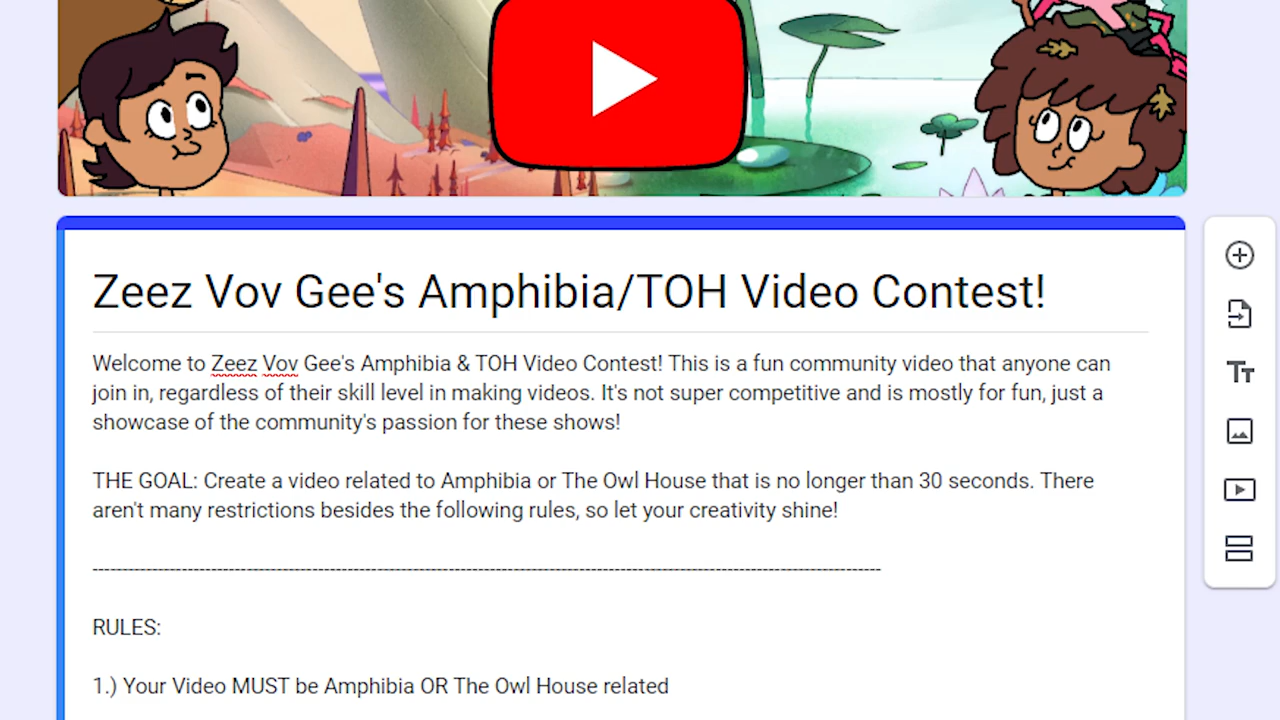 Zeez Vov Gee's Amphibia/TOH Video Contest!
Welcome to Zeez Vov Gee's Amphibia & TOH Video Contest! This is a fun community video that anyone can
join in, regardless of their skill level in making videos. It's not super competitive and is mostly for fun, just a
showcase of the community's passion for these shows!
THE GOAL: Create a video related to Amphibia or The Owl House that is no longer than 30 seconds. There
aren't many restrictions besides the following rules, so let your creativity shine!
------------------------------------------------------------------------------------------------------------------------------------
RULES:
1.) Your Video MUST be Amphibia OR The Owl House related
Tt